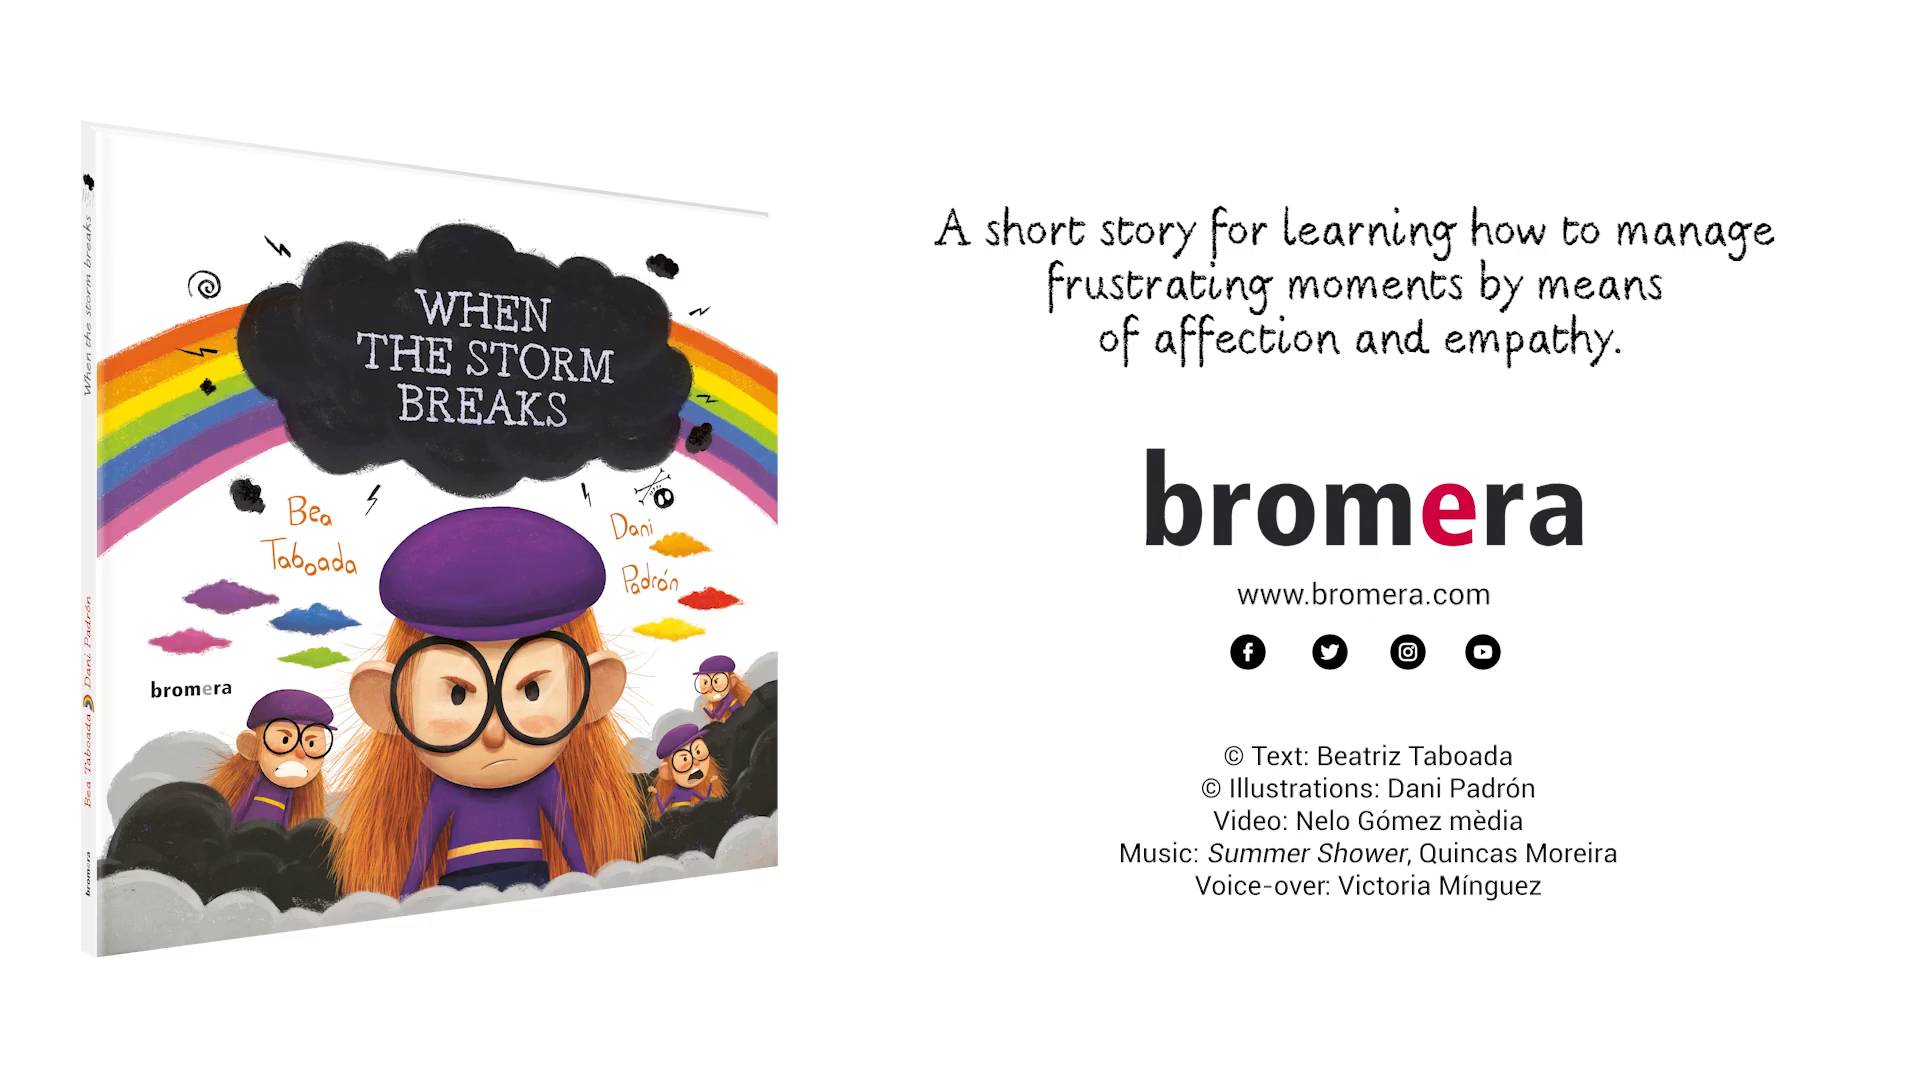 When the storm breaks
Bea Taboada Dani Padrón
bromera
WHEN
THE STORM
BREAKS
Bea
Taboada
Dani
Padrón
bromera
A short story for learning how to manage
frustrating moments by means
of affection and empathy.
bromera
www.bromera.com
© Text: Beatriz Taboada
© Illustrations: Dani Padrón
Video: Nelo Gómez mèdia
Music: Summer Shower, Quincas Moreira
Voice-over: Victoria Mínguez